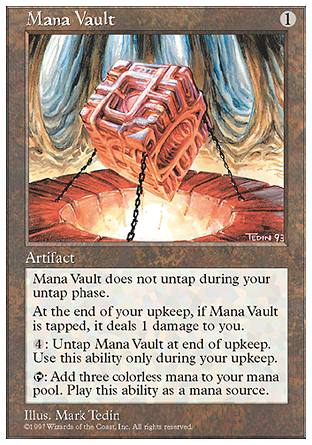 Mana Vault 1
TEDIN 93
Artifact
Mana Vault does not untap during your
untap phase.
At the end of your upkeep, if Mana Vault
is tapped, it deals 1 damage to you.
4: Untap Mana Vault at end of upkeep.
Use this ability only during your upkeep.
: Add three colorless mana to your mana
pool. Play this ability as a mana source.
Illus. Mark Tedin
©1997 Wizards of the Coast, Inc. All rights reserved.